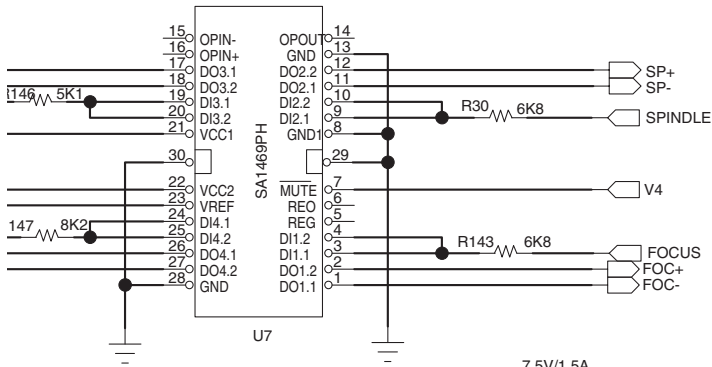 15 OPIN- OPOUT 14
16 OPIN+ GND 13
17 DO3.1 DO2.2 12 SP+
18 DO3.2 DO2.1 11 SP-
R146 5K1 19 DI3.1 DI2.2 10 R30 6K8
20 DI3.2 DI2.1 9 SPINDLE
21 VCC1 GND1 8
30 SA1469PH 29
22 VCC2 MUTE 7 V4
23 VREF REO 6
147 8K2 24 DI4.1 REG 5
25 DI4.2 DI1.2 4 R143 6K8
26 DO4.1 DI1.1 3 FOCUS
27 DO4.2 DO1.2 2 FOC+
28 GND DO1.1 1 FOC-
U7
7.5V/1.5A